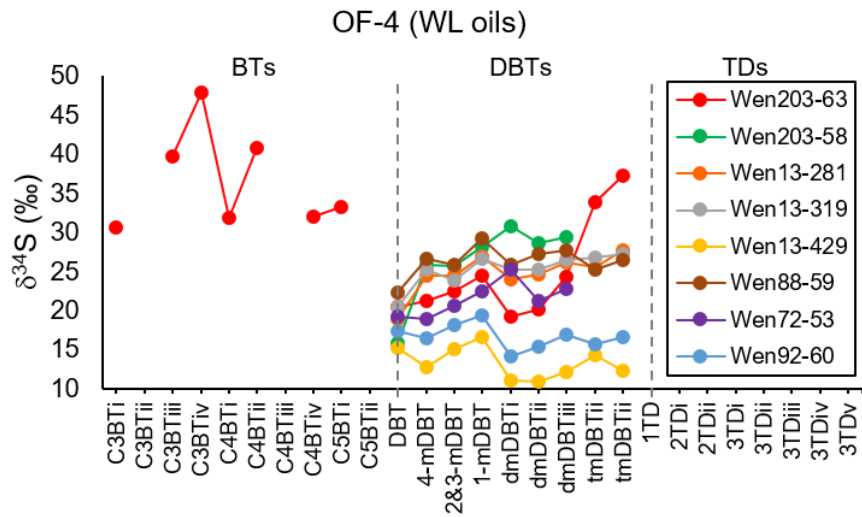 OF-4 (WL oils)
BTs
DBTs
TDs
δ34S (‰)
50
45
40
35
30
25
20
15
10
Wen203-63
Wen203-58
Wen13-281
Wen13-319
Wen13-429
Wen88-59
Wen72-53
Wen92-60
C3BTi
C3BTii
C3BTiii
C3BTiv
C4BTi
C4BTii
C4BTiii
C4BTiv
C5BTi
C5BTii
DBT
4-mDBT
2&3-mDBT
1-mDBT
dmDBTi
dmDBTii
dmDBTiii
tmDBTii
tmDBTiii
1TD
2TDi
2TDii
3TDi
3TDii
3TDiii
3TDiv
3TDv